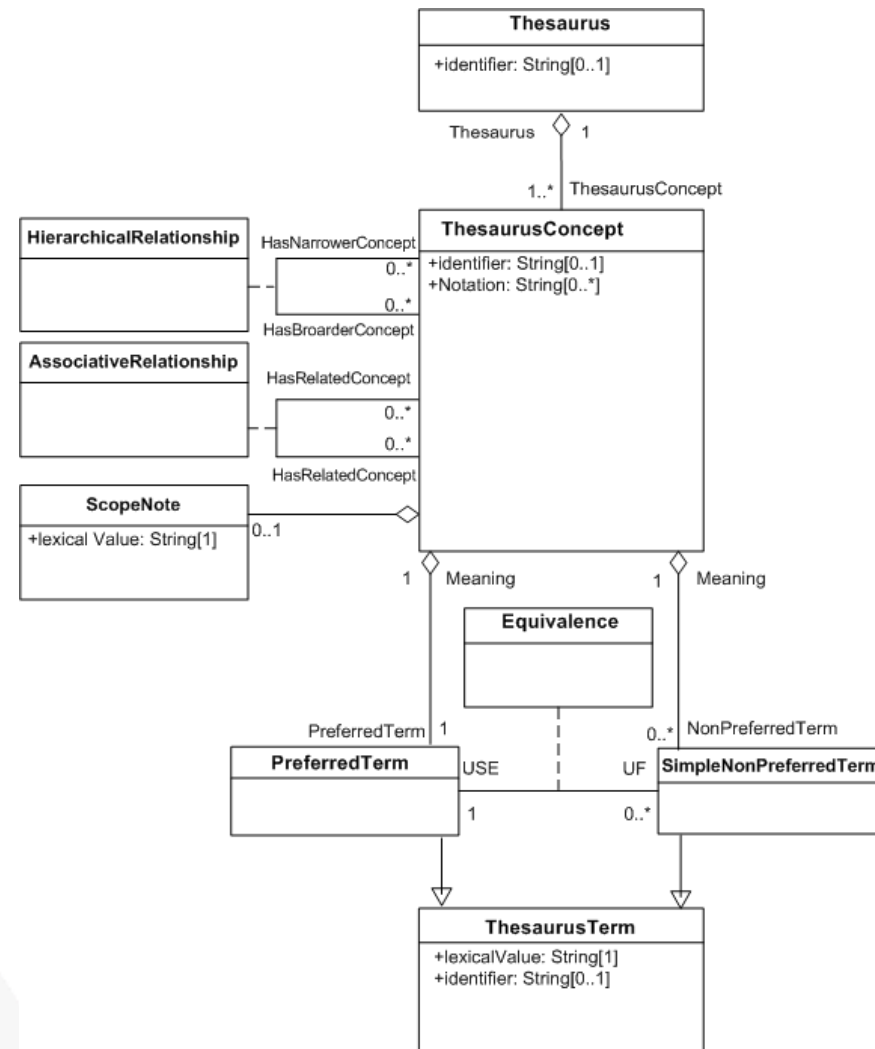 Thesaurus
+identifier: String[0..1]
Thesaurus 1
1..* ThesaurusConcept
ThesaurusConcept
+identifier: String[0..1]
+Notation: String[0..*]
HierarchicalRelationship
HasNarrowerConcept
0..*
0..*
HasBroarderConcept
AssociativeRelationship
HasRelatedConcept
0..*
0..*
HasRelatedConcept
ScopeNote
+lexical Value: String[1]
0..1
1 Meaning
1 Meaning
Equivalence
PreferredTerm 1
0..* NonPreferredTerm
PreferredTerm
USE
UF
SimpleNonPreferredTerm
1
0..*
ThesaurusTerm
+lexicalValue: String[1]
+identifier: String[0..1]